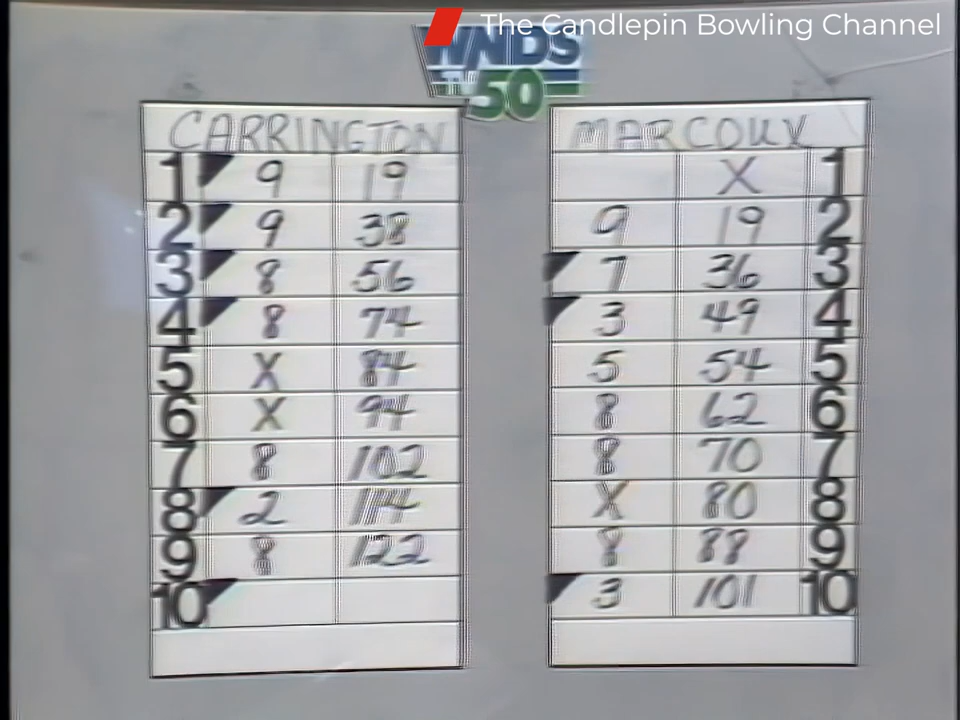 The Candlepin Bowling Channel
WNDS
TV 50
CARRINGTON
1 9 19
2 9 38
3 8 56
4 8 74
5 X 84
6 X 94
7 8 102
8 2 114
9 8 122
10
MARCOUX
X 1
9 19 2
7 36 3
3 49 4
5 54 5
8 62 6
8 70 7
X 80 8
8 88 9
3 101 10